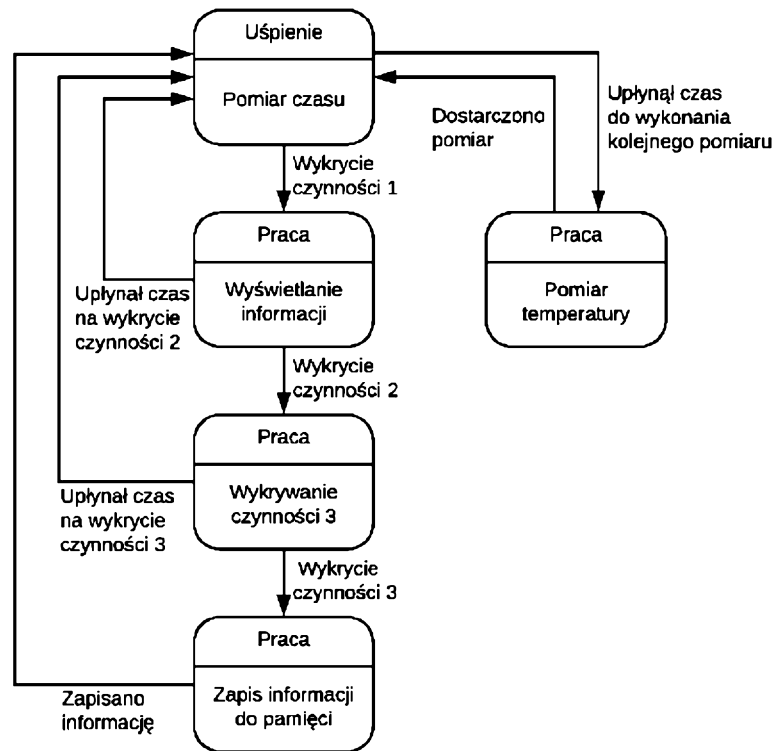 Uśpienie
Pomiar czasu
Upłynął czas
do wykonania
kolejnego pomiaru
Dostarczono
pomiar
Wykrycie
czynności 1
Praca
Wyświetlanie
informacji
Praca
Pomiar
temperatury
Upłynał czas
na wykrycie
czynności 2
Wykrycie
czynności 2
Praca
Wykrywanie
czynności 3
Upłynał czas
na wykrycie
czynności 3
Wykrycie
czynności 3
Praca
Zapis informacji
do pamięci
Zapisano
informację